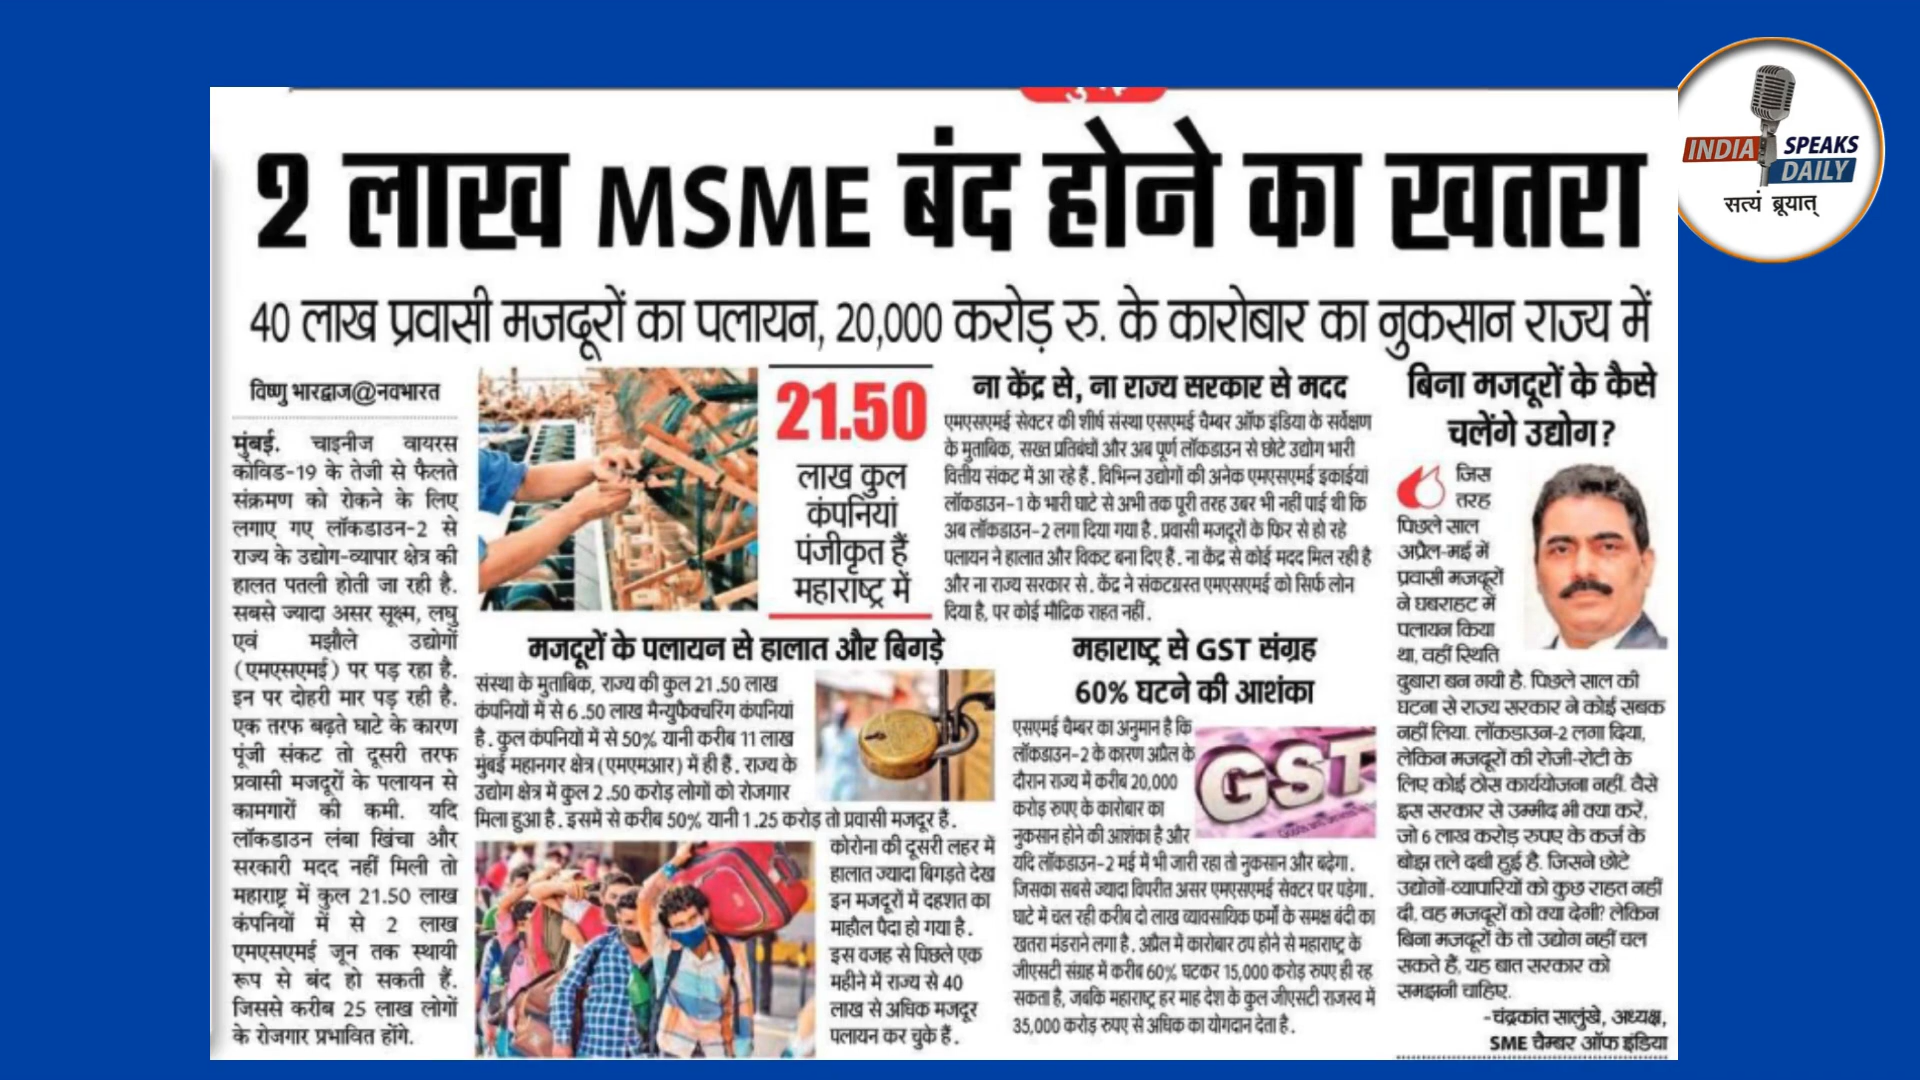 INDIA SPEAKS
DAILY
सत्यं ब्रूयात्
२ लाख MSME बंद होने का खतरा
40 लाख प्रवासी मजदूरों का पलायन, 20,000 करोड़ रु. के कारोबार का नुकसान राज्य में
विष्णु भारद्वाज@नवभारत
मुंबई. चाइनीज वायरस
कोविड-19 के तेजी से फैलते
संक्रमण को रोकने के लिए
लगाए गए लॉकडाउन-2 से
राज्य के उद्योग-व्यापार क्षेत्र की
हालत पतली होती जा रही है.
सबसे ज्यादा असर सूक्ष्म, लघु
एवं मझौले उद्योगों
(एमएसएमई) पर पड़ रहा है.
इन पर दोहरी मार पड़ रही है.
एक तरफ बढ़ते घाटे के कारण
पूंजी संकट तो दूसरी तरफ
प्रवासी मजदूरों के पलायन से
कामगारों की कमी. यदि
लॉकडाउन लंबा खिंचा और
सरकारी मदद नहीं मिली तो
महाराष्ट्र में कुल 21.50 लाख
कंपनियों में से 2 लाख
एमएसएमई जून तक स्थायी
रूप से बंद हो सकती हैं.
जिससे करीब 25 लाख लोगों
के रोजगार प्रभावित होंगे.
21.50
लाख कुल
कंपनियां
पंजीकृत हैं
महाराष्ट्र में
ना केंद्र से, ना राज्य सरकार से मदद
एमएसएमई सेक्टर की शीर्ष संस्था एसएमई चैम्बर ऑफ इंडिया के सर्वेक्षण
के मुताबिक, सख्त प्रतिबंधों और अब पूर्ण लॉकडाउन से छोटे उद्योग भारी
वित्तीय संकट में आ रहे हैं. विभिन्न उद्योगों की अनेक एमएसएमई इकाईयां
लॉकडाउन-1 के भारी घाटे से अभी तक पूरी तरह उबर भी नहीं पाई थी कि
अब लॉकडाउन-2 लगा दिया गया है. प्रवासी मजदूरों के फिर से हो रहे
पलायन ने हालात और विकट बना दिए हैं. ना केंद्र से कोई मदद मिल रही है
और ना राज्य सरकार से. केंद्र ने संकटग्रस्त एमएसएमई को सिर्फ लोन
दिया है, पर कोई मौद्रिक राहत नहीं.
मजदूरों के पलायन से हालात और बिगड़े
संस्था के मुताबिक, राज्य की कुल 21.50 लाख
कंपनियों में से 6.50 लाख मैन्युफैक्चरिंग कंपनियां
है. कुल कंपनियों में से 50% यानी करीब 11 लाख
मुंबई महानगर क्षेत्र (एमएमआर) में ही हैं. राज्य के
उद्योग क्षेत्र में कुल 2.50 करोड़ लोगों को रोजगार
मिला हुआ है. इसमें से करीब 50% यानी 1.25 करोड़ तो प्रवासी मजदूर हैं.
कोरोना की दूसरी लहर में
हालात ज्यादा बिगड़ते देख
इन मजदूरों में दहशत का
माहौल पैदा हो गया है.
इस वजह से पिछले एक
महीने में राज्य से 40
लाख से अधिक मजदूर
पलायन कर चुके हैं.
महाराष्ट्र से GST संग्रह
60% घटने की आशंका
एसएमई चैम्बर का अनुमान है कि
लॉकडाउन-2 के कारण अप्रैल के
दौरान राज्य में करीब 20,000
करोड़ रुपए के कारोबार का
नुकसान होने की आशंका है और
यदि लॉकडाउन-2 मई में भी जारी रहा तो नुकसान और बढ़ेगा.
जिसका सबसे ज्यादा विपरीत असर एमएसएमई सेक्टर पर पड़ेगा.
घाटे में चल रही करीब दो लाख व्यावसायिक फर्मों के समक्ष बंदी का
खतरा मंडराने लगा है. अप्रैल में कारोबार ठप होने से महाराष्ट्र के
जीएसटी संग्रह में करीब 60% घटकर 15,000 करोड़ रुपए ही रह
सकता है, जबकि महाराष्ट्र हर माह देश के कुल जीएसटी राजस्व में
35,000 करोड़ रुपए से अधिक का योगदान देता है.
GST
बिना मजदूरों के कैसे
चलेंगे उद्योग?
जिस
तरह
पिछले साल
अप्रैल-मई में
प्रवासी मजदूरों
ने घबराहट में
पलायन किया
था, वहीं स्थिति
दुबारा बन गयी है. पिछले साल की
घटना से राज्य सरकार ने कोई सबक
नहीं लिया. लॉकडाउन-2 लगा दिया,
लेकिन मजदूरों की रोजी-रोटी के
लिए कोई ठोस कार्ययोजना नहीं. वैसे
इस सरकार से उम्मीद भी क्या करें,
जो 6 लाख करोड़ रुपए के कर्ज के
बोझ तले दबी हुई है. जिसने छोटे
उद्योगों-व्यापारियों को कुछ राहत नहीं
दी, वह मजदूरों को क्या देगी? लेकिन
बिना मजदूरों के तो उद्योग नहीं चल
सकते हैं, यह बात सरकार को
समझनी चाहिए.
-चंद्रकांत सालुंखे, अध्यक्ष,
SME चैम्बर ऑफ इंडिया